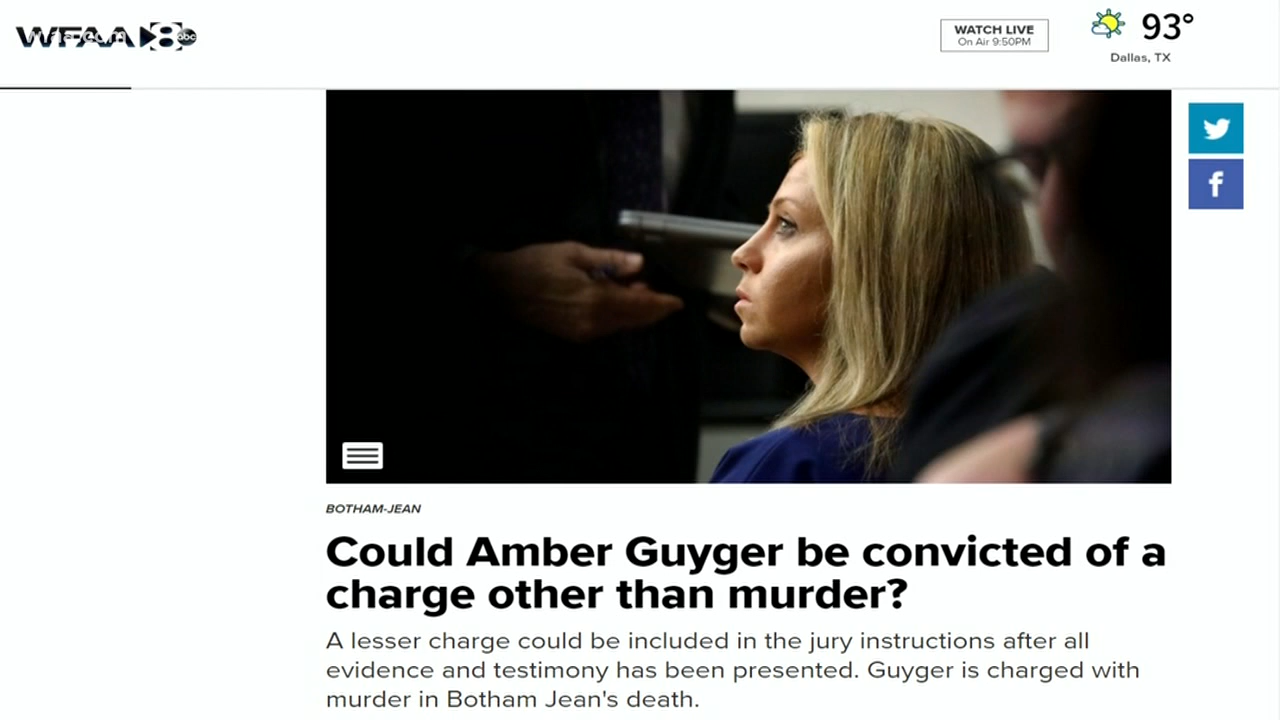 WFAA 8 abc
wfaa.com
WATCH LIVE
On Air 9:50PM
93°
Dallas, TX
BOTHAM-JEAN
Could Amber Guyger be convicted of a
charge other than murder?
A lesser charge could be included in the jury instructions after all
evidence and testimony has been presented. Guyger is charged with
murder in Botham Jean's death.